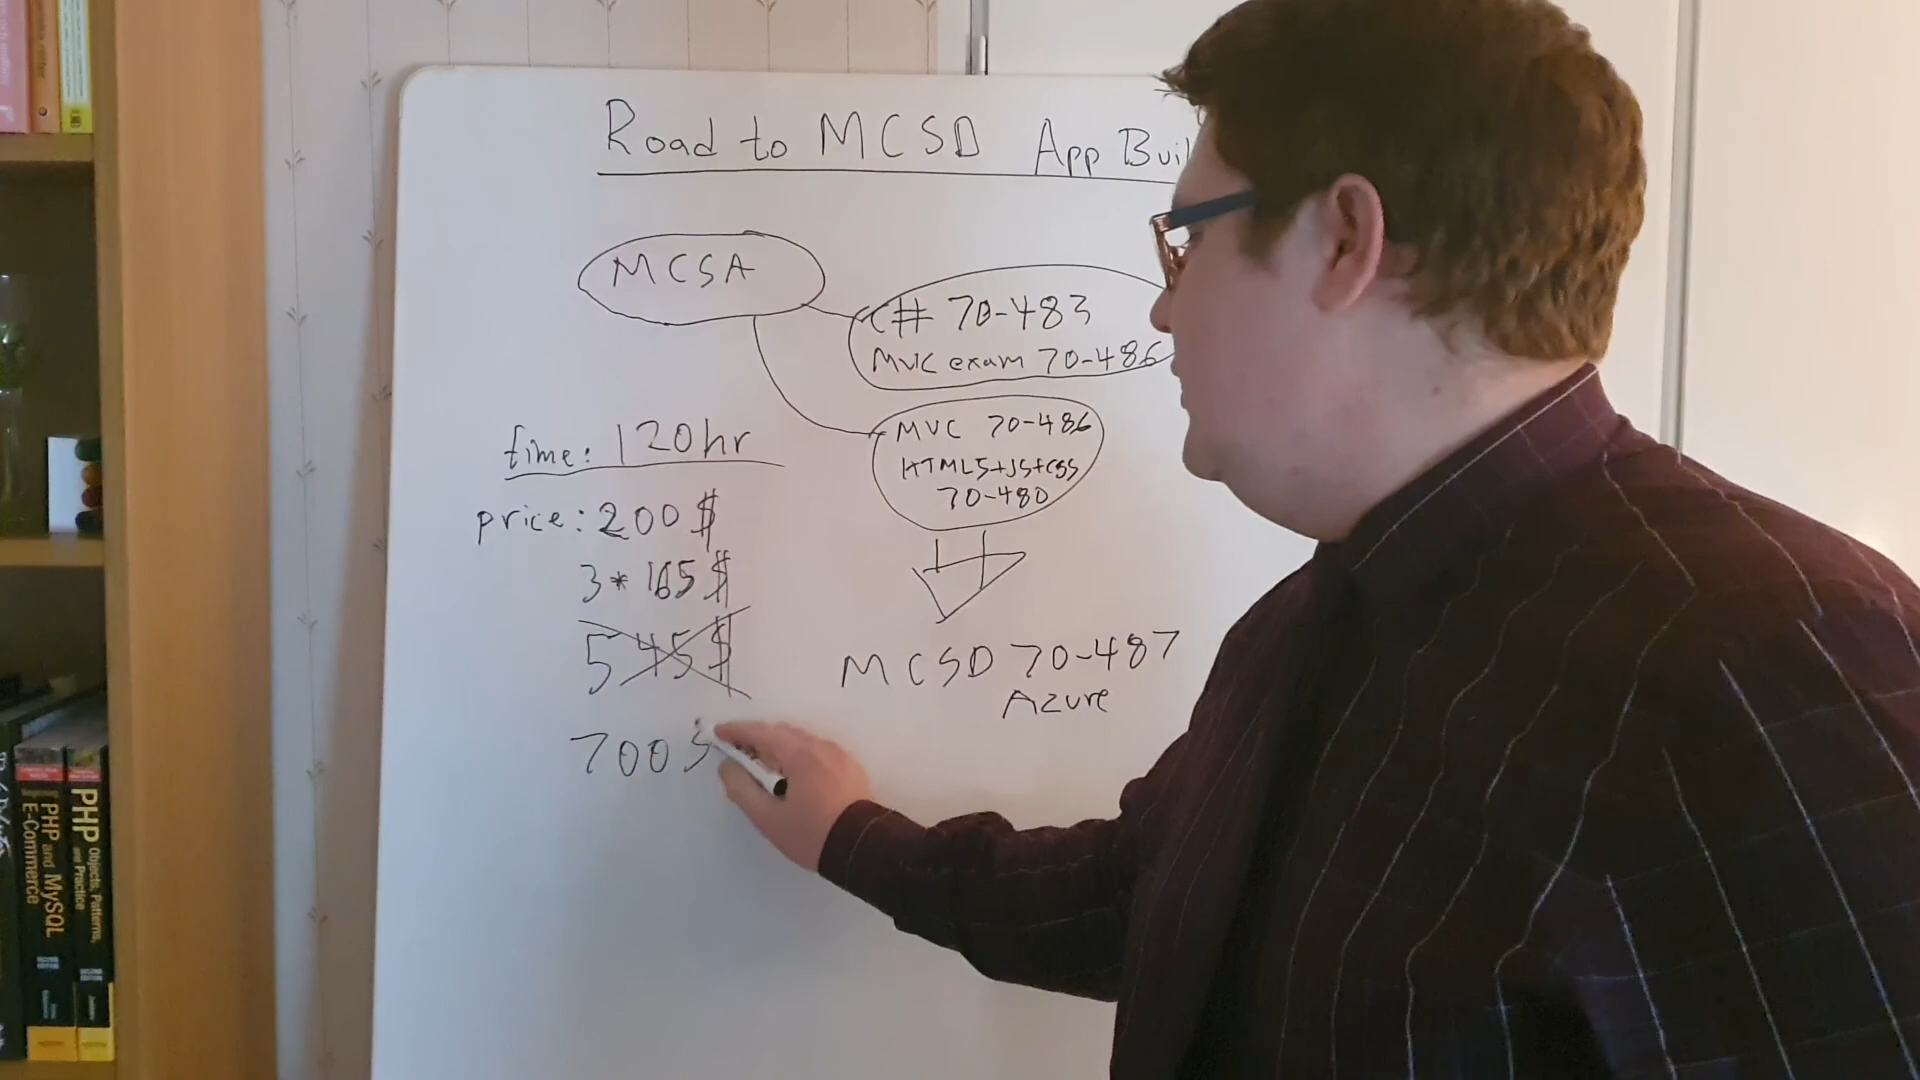 Road to MCSD App Buil
MCSA
C# 70-483
MVC exam 70-486
MVC 70-486
HTML5+JS+CSS
70-480
time: 120hr
price: 200$
3* 165$
545$
700$
MCSD 70-487
Azure
PHP and MySQL
E-Commerce
PHP Objects, Patterns,
and Practice